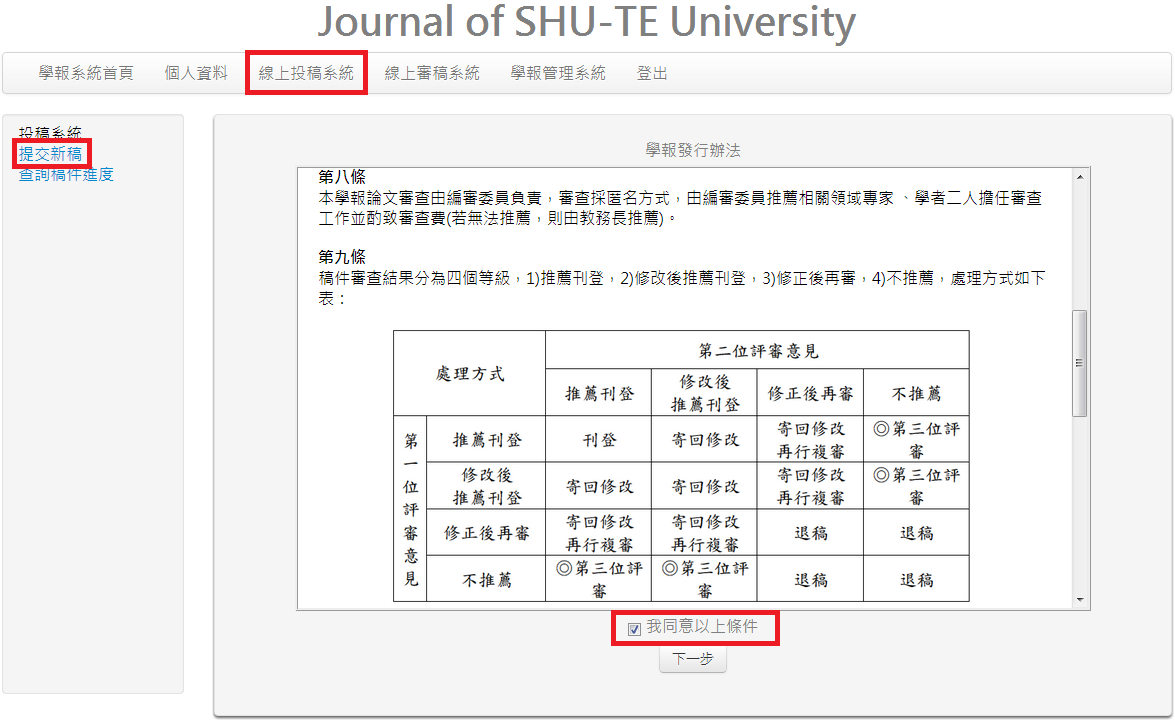 Journal of SHU-TE University
學報系統首頁 個人資料 線上投稿系統 線上審稿系統 學報管理系統 登出
投稿系統
提交新稿
查詢稿件進度
學報發行辦法
第八條
本學報論文審查由編審委員負責，審查採匿名方式，由編審委員推薦相關領域專家 、學者二人擔任審查
工作並酌致審查費(若無法推薦，則由教務長推薦)。
第九條
稿件審查結果分為四個等級，1)推薦刊登，2)修改後推薦刊登，3)修正後再審，4)不推薦，處理方式如下
表：
處理方式
第二位評審意見
推薦刊登
修改後
推薦刊登
修正後再審
不推薦
第一位評審意見
推薦刊登
刊登
寄回修改
寄回修改
再行複審
◎第三位評
審
修改後
推薦刊登
寄回修改
寄回修改
寄回修改
再行複審
◎第三位評
審
修正後再審
寄回修改
再行複審
寄回修改
再行複審
退稿
退稿
不推薦
◎第三位評
審
◎第三位評
審
退稿
退稿
我同意以上條件
下一步